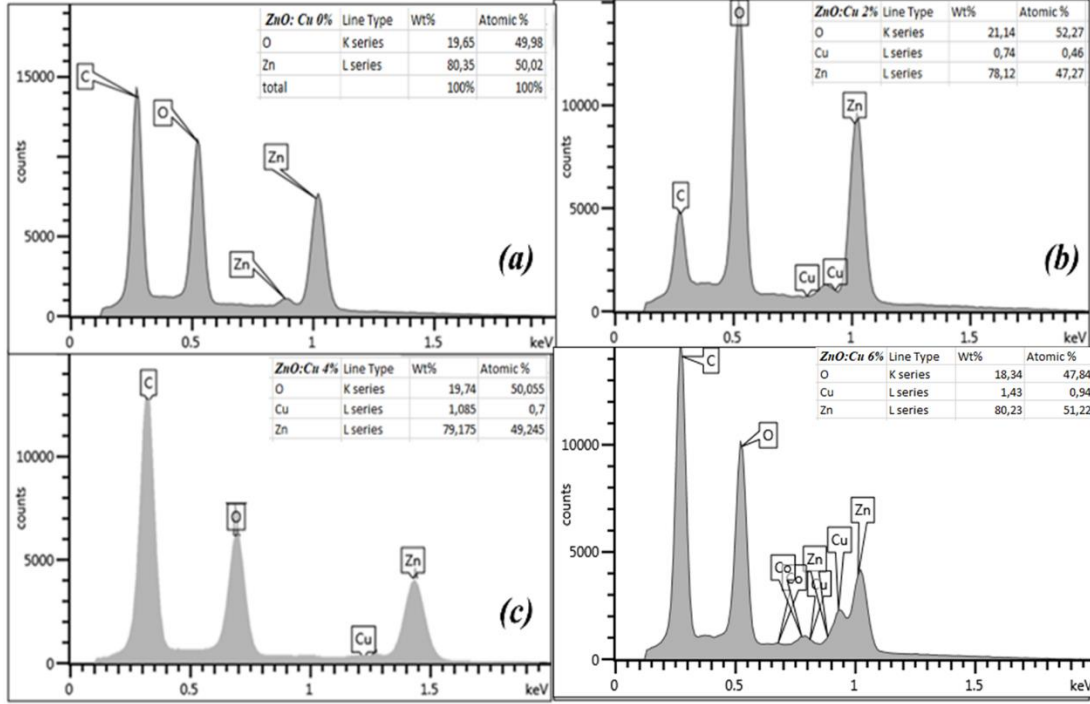 ZnO: Cu 0% Line Type Wt% Atomic %
O K series 19,65 49,98
Zn L series 80,35 50,02
total 100% 100%
15000
5000
0
counts
C
O
Zn
Zn
(a)
0 0.5 1 1.5 keV
ZnO:Cu 2% Line Type Wt% Atomic %
O K series 21,14 52,27
Cu L series 0,74 0,46
Zn L series 78,12 47,27
10000
5000
0
counts
C
O
Cu
Cu
Zn
(b)
0 0.5 1 1.5 keV
ZnO:Cu 4% Line Type Wt% Atomic %
O K series 19,74 50,055
Cu L series 1,085 0,7
Zn L series 79,175 49,245
10000
5000
0
counts
C
O
Cu
Zn
(c)
0 0.5 1 1.5 keV
ZnO:Cu 6% Line Type Wt% Atomic %
O K series 18,34 47,84
Cu L series 1,43 0,94
Zn L series 80,23 51,22
10000
5000
0
counts
C
O
Co
Zn
Cu
Cu
Zn
0 0.5 1 1.5 keV